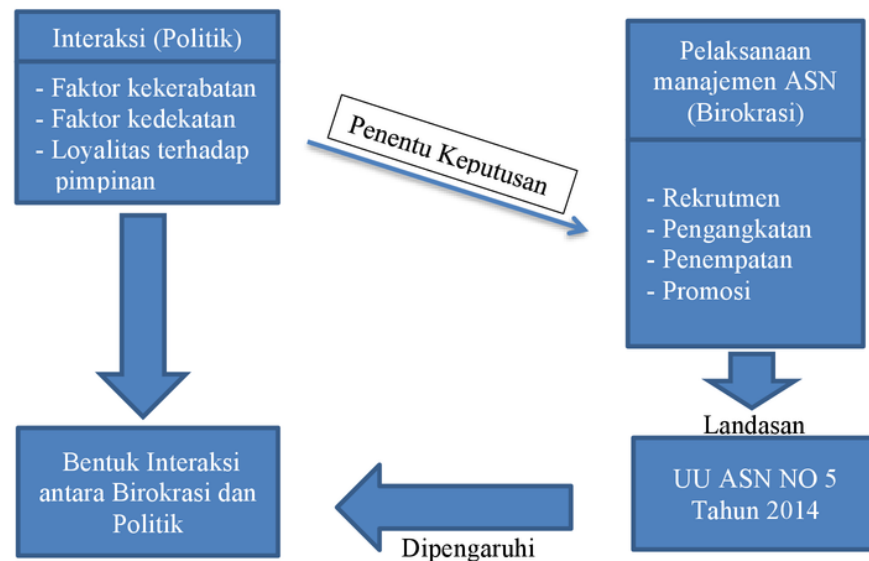 Interaksi (Politik)
- Faktor kekerabatan
- Faktor kedekatan
- Loyalitas terhadap
pimpinan
Penentu Keputusan
Pelaksanaan
manajemen ASN
(Birokrasi)
- Rekrutmen
- Pengangkatan
- Penempatan
- Promosi
Landasan
UU ASN NO 5
Tahun 2014
Dipengaruhi
Bentuk Interaksi
antara Birokrasi dan
Politik